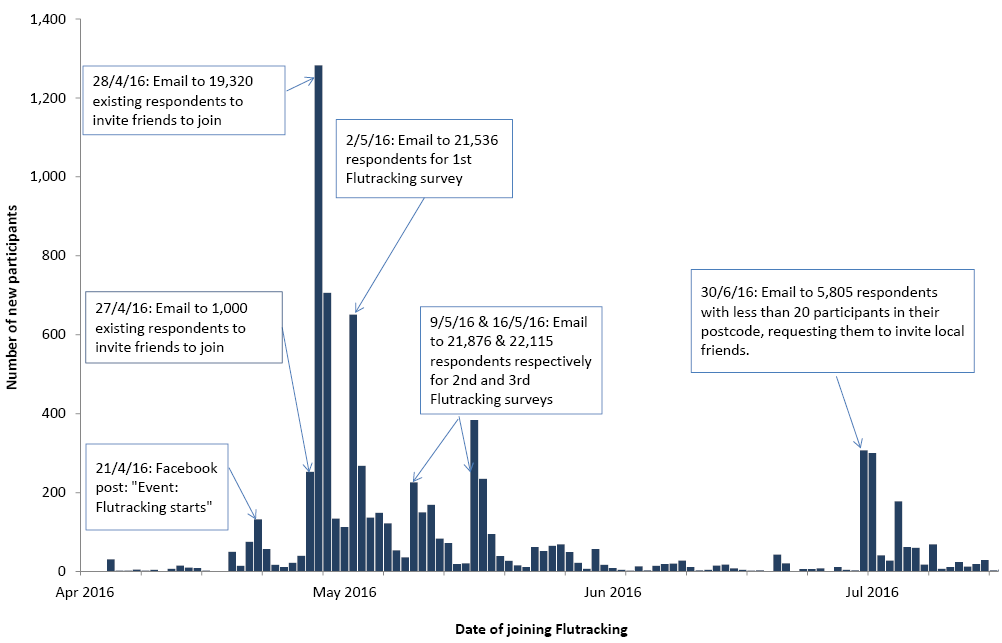 1,400
1,200
1,000
800
600
400
200
0
Number of new participants
28/4/16: Email to 19,320
existing respondents to
invite friends to join
2/5/16: Email to 21,536
respondents for 1st
Flutracking survey
27/4/16: Email to 1,000
existing respondents to
invite friends to join
9/5/16 & 16/5/16: Email
to 21,876 & 22,115
respondents respectively
for 2nd and 3rd
Flutracking surveys
30/6/16: Email to 5,805 respondents
with less than 20 participants in their
postcode, requesting them to invite local
friends.
21/4/16: Facebook
post: "Event:
Flutracking starts"
Apr 2016
May 2016
Jun 2016
Jul 2016
Date of joining Flutracking